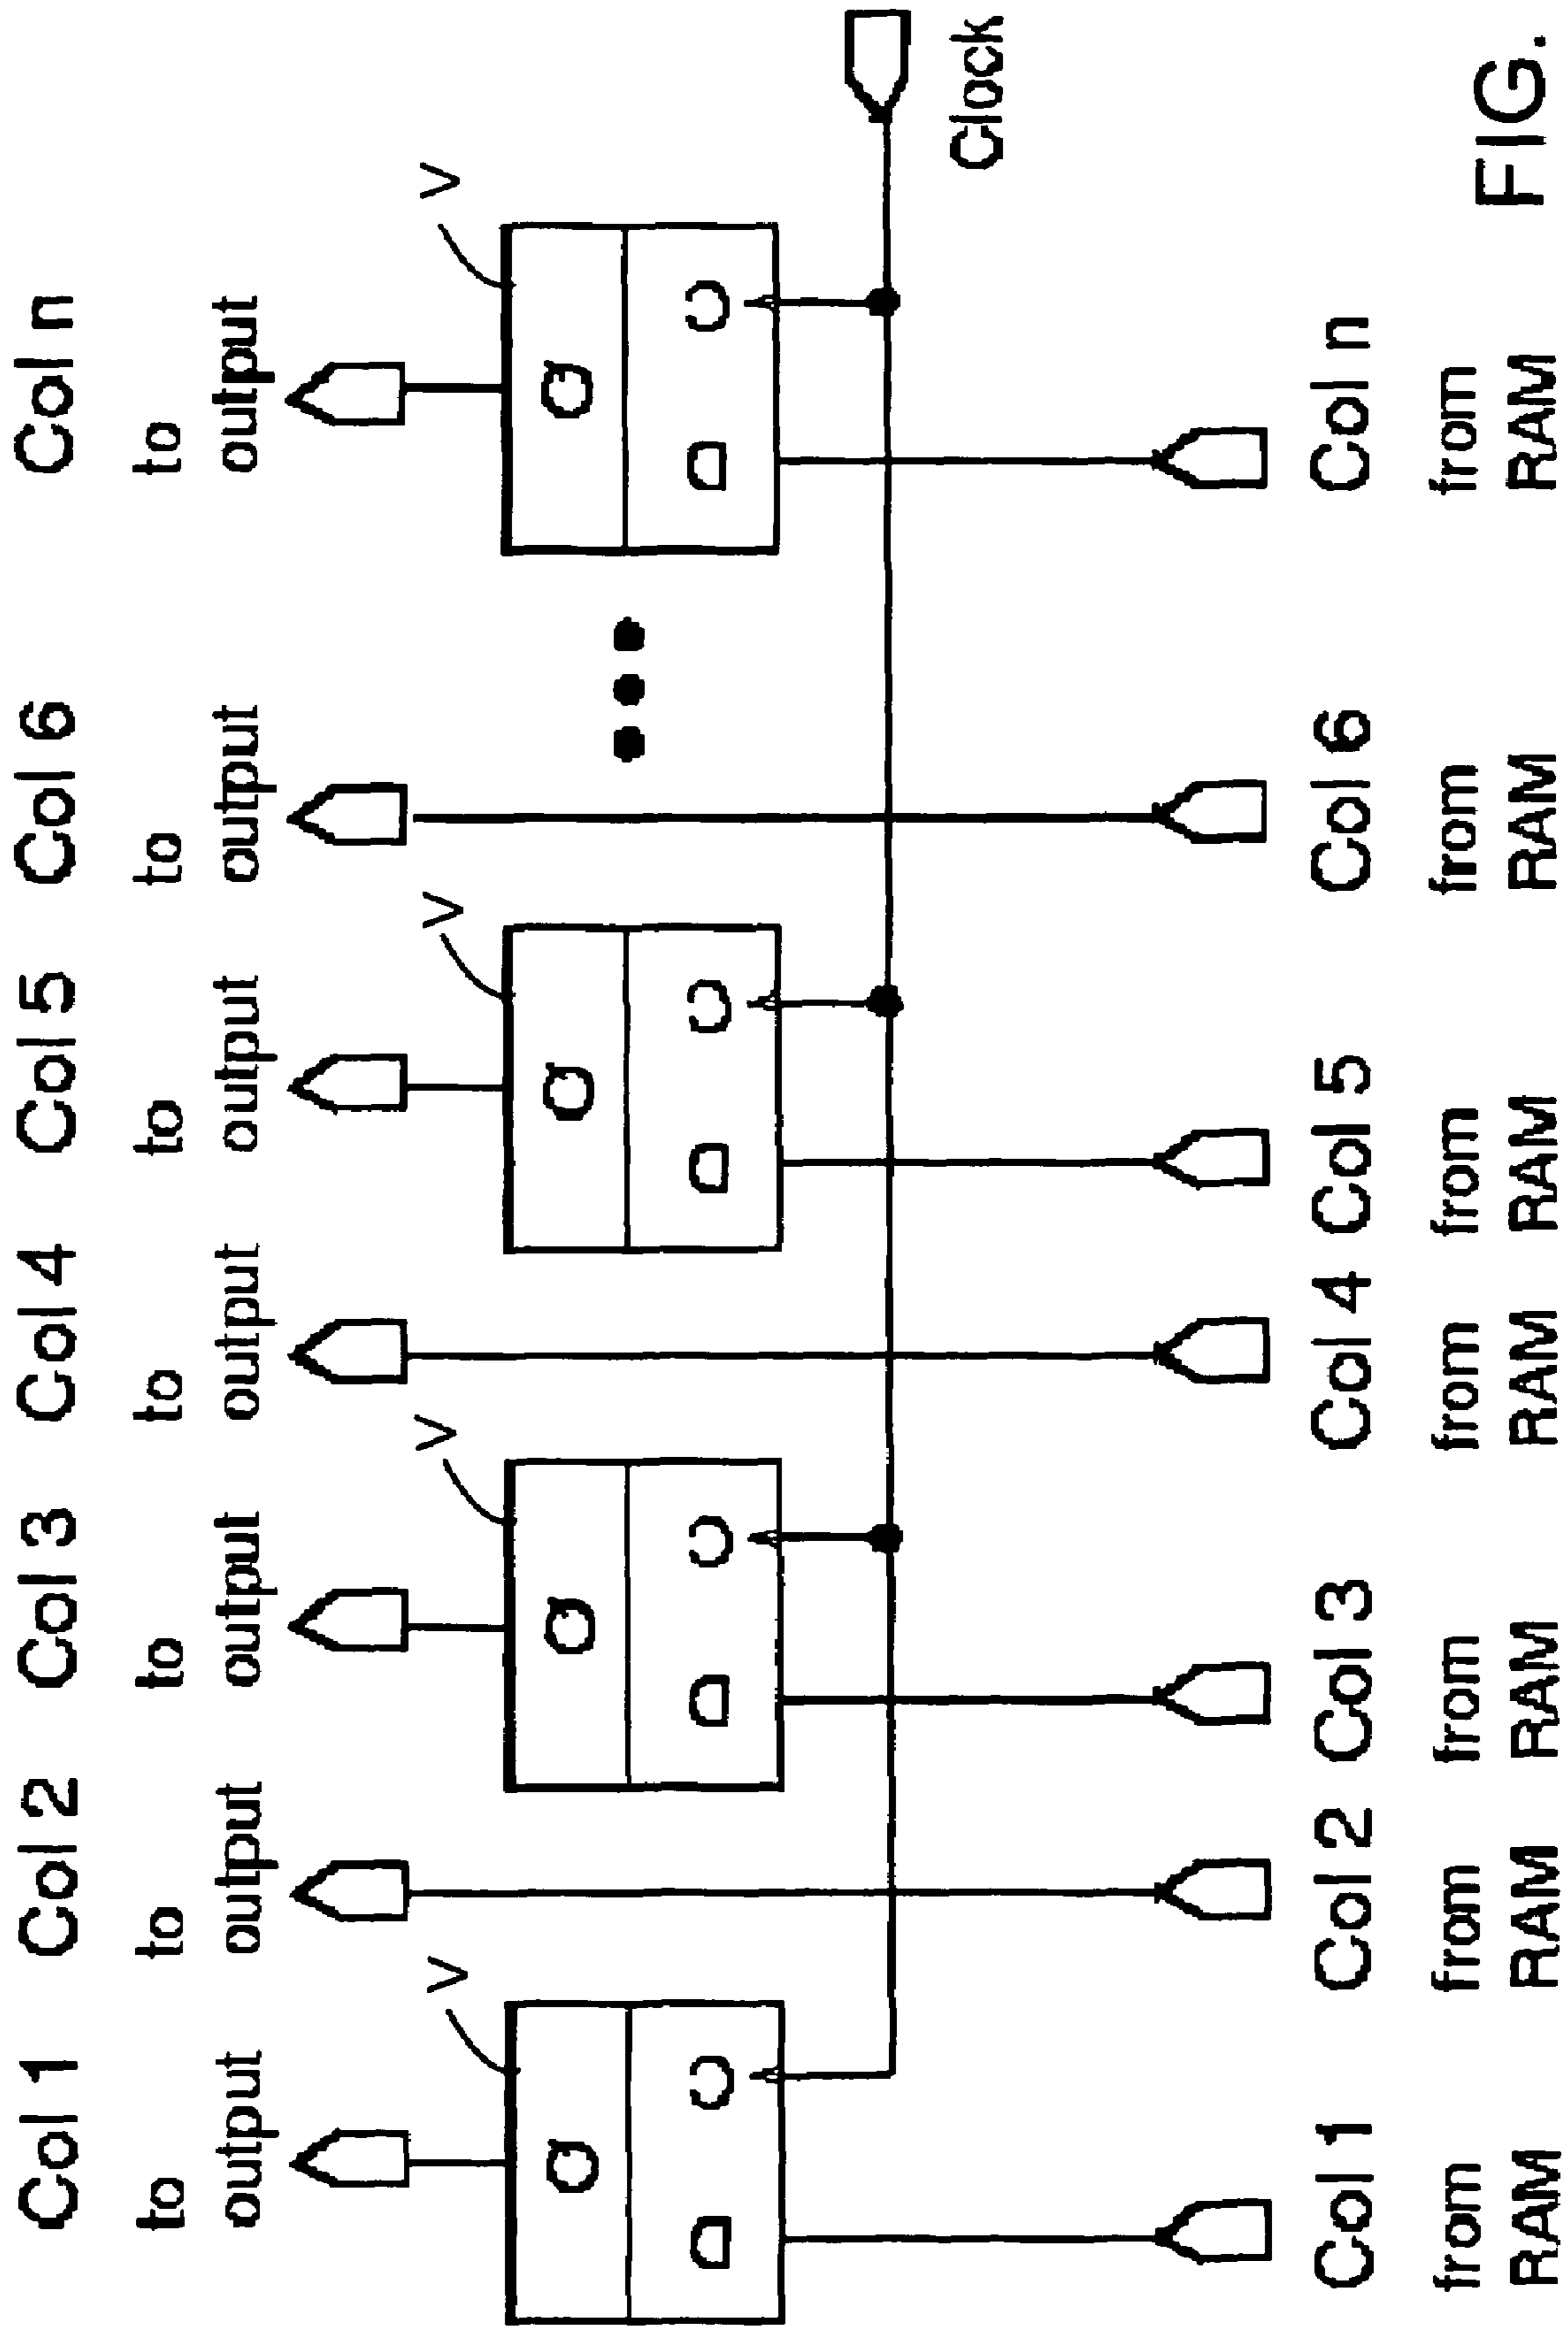 Col 1 Col 2 Col 3 Col 4 Col 5 Col 6 Col n
to to to to to to to
output output output output output output output
V V V V
Q Q Q Q
D C D C D C D C
Clock
Col 1 Col 2 Col 3 Col 4 Col 5 Col 6 Col n
from from from from from from from
RAM RAM RAM RAM RAM RAM RAM
FIG.